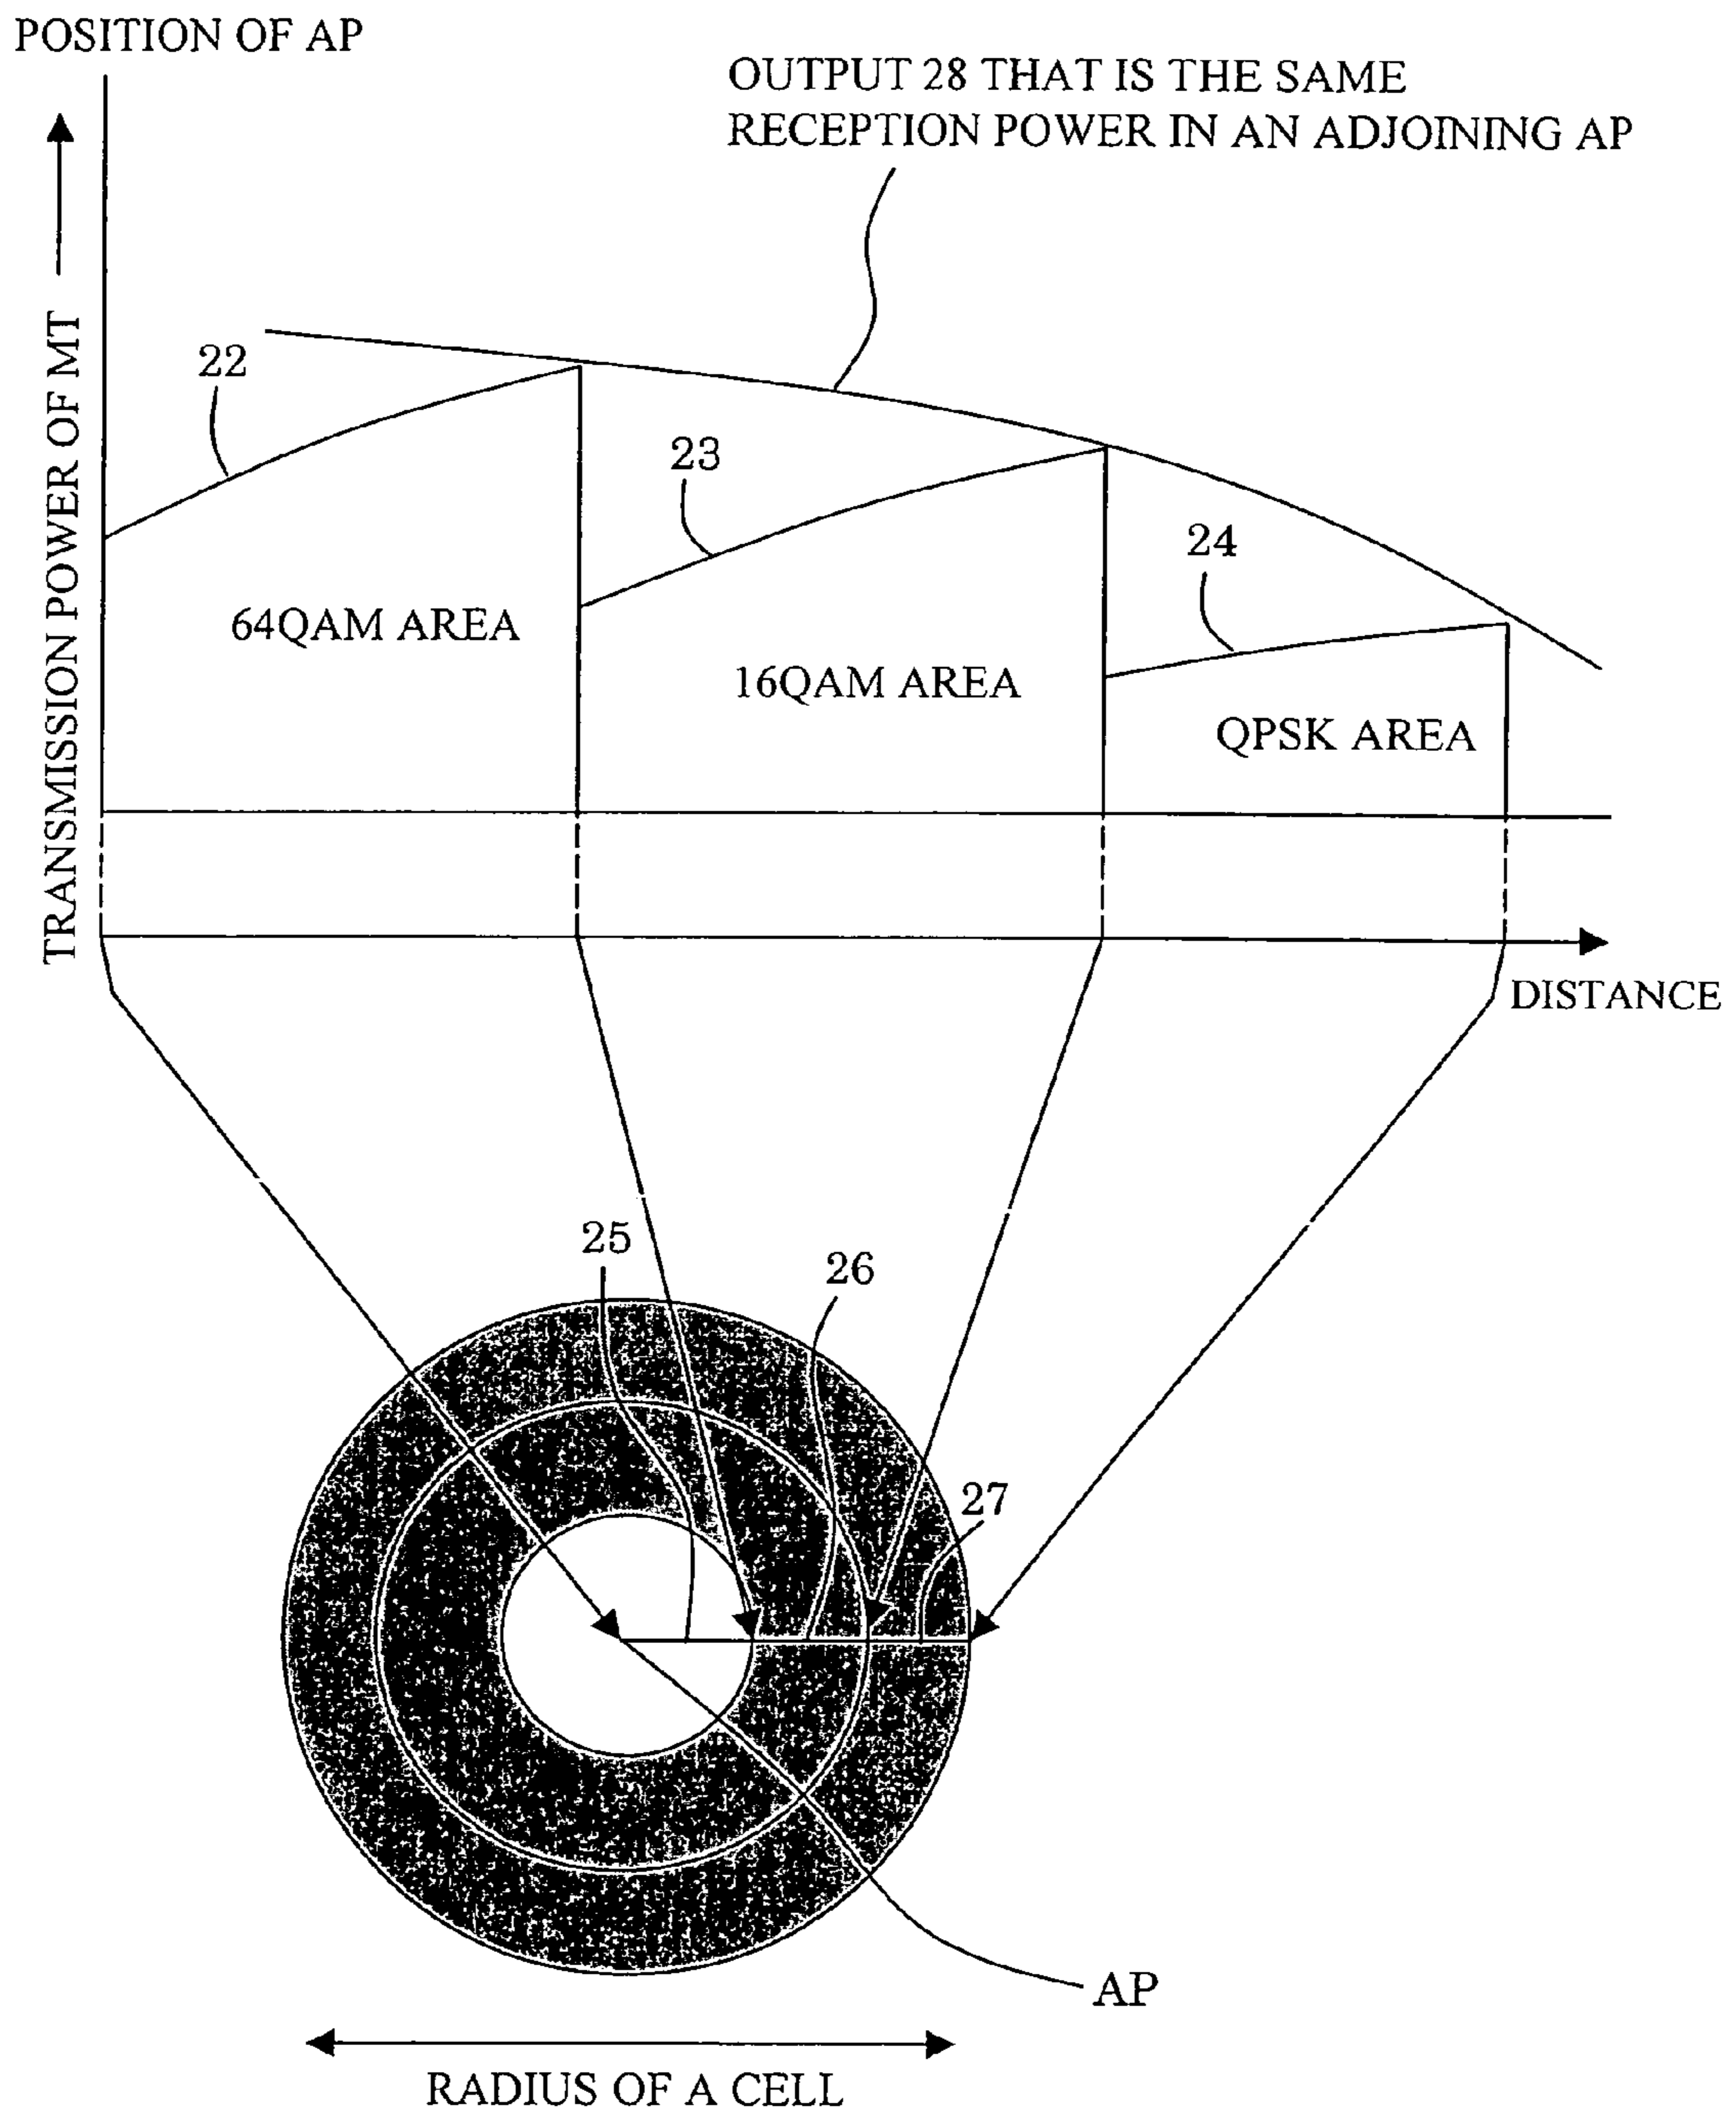 POSITION OF AP
OUTPUT 28 THAT IS THE SAME
RECEPTION POWER IN AN ADJOINING AP
TRANSMISSION POWER OF MT
22
23
24
64QAM AREA
16QAM AREA
QPSK AREA
DISTANCE
25
26
27
AP
RADIUS OF A CELL